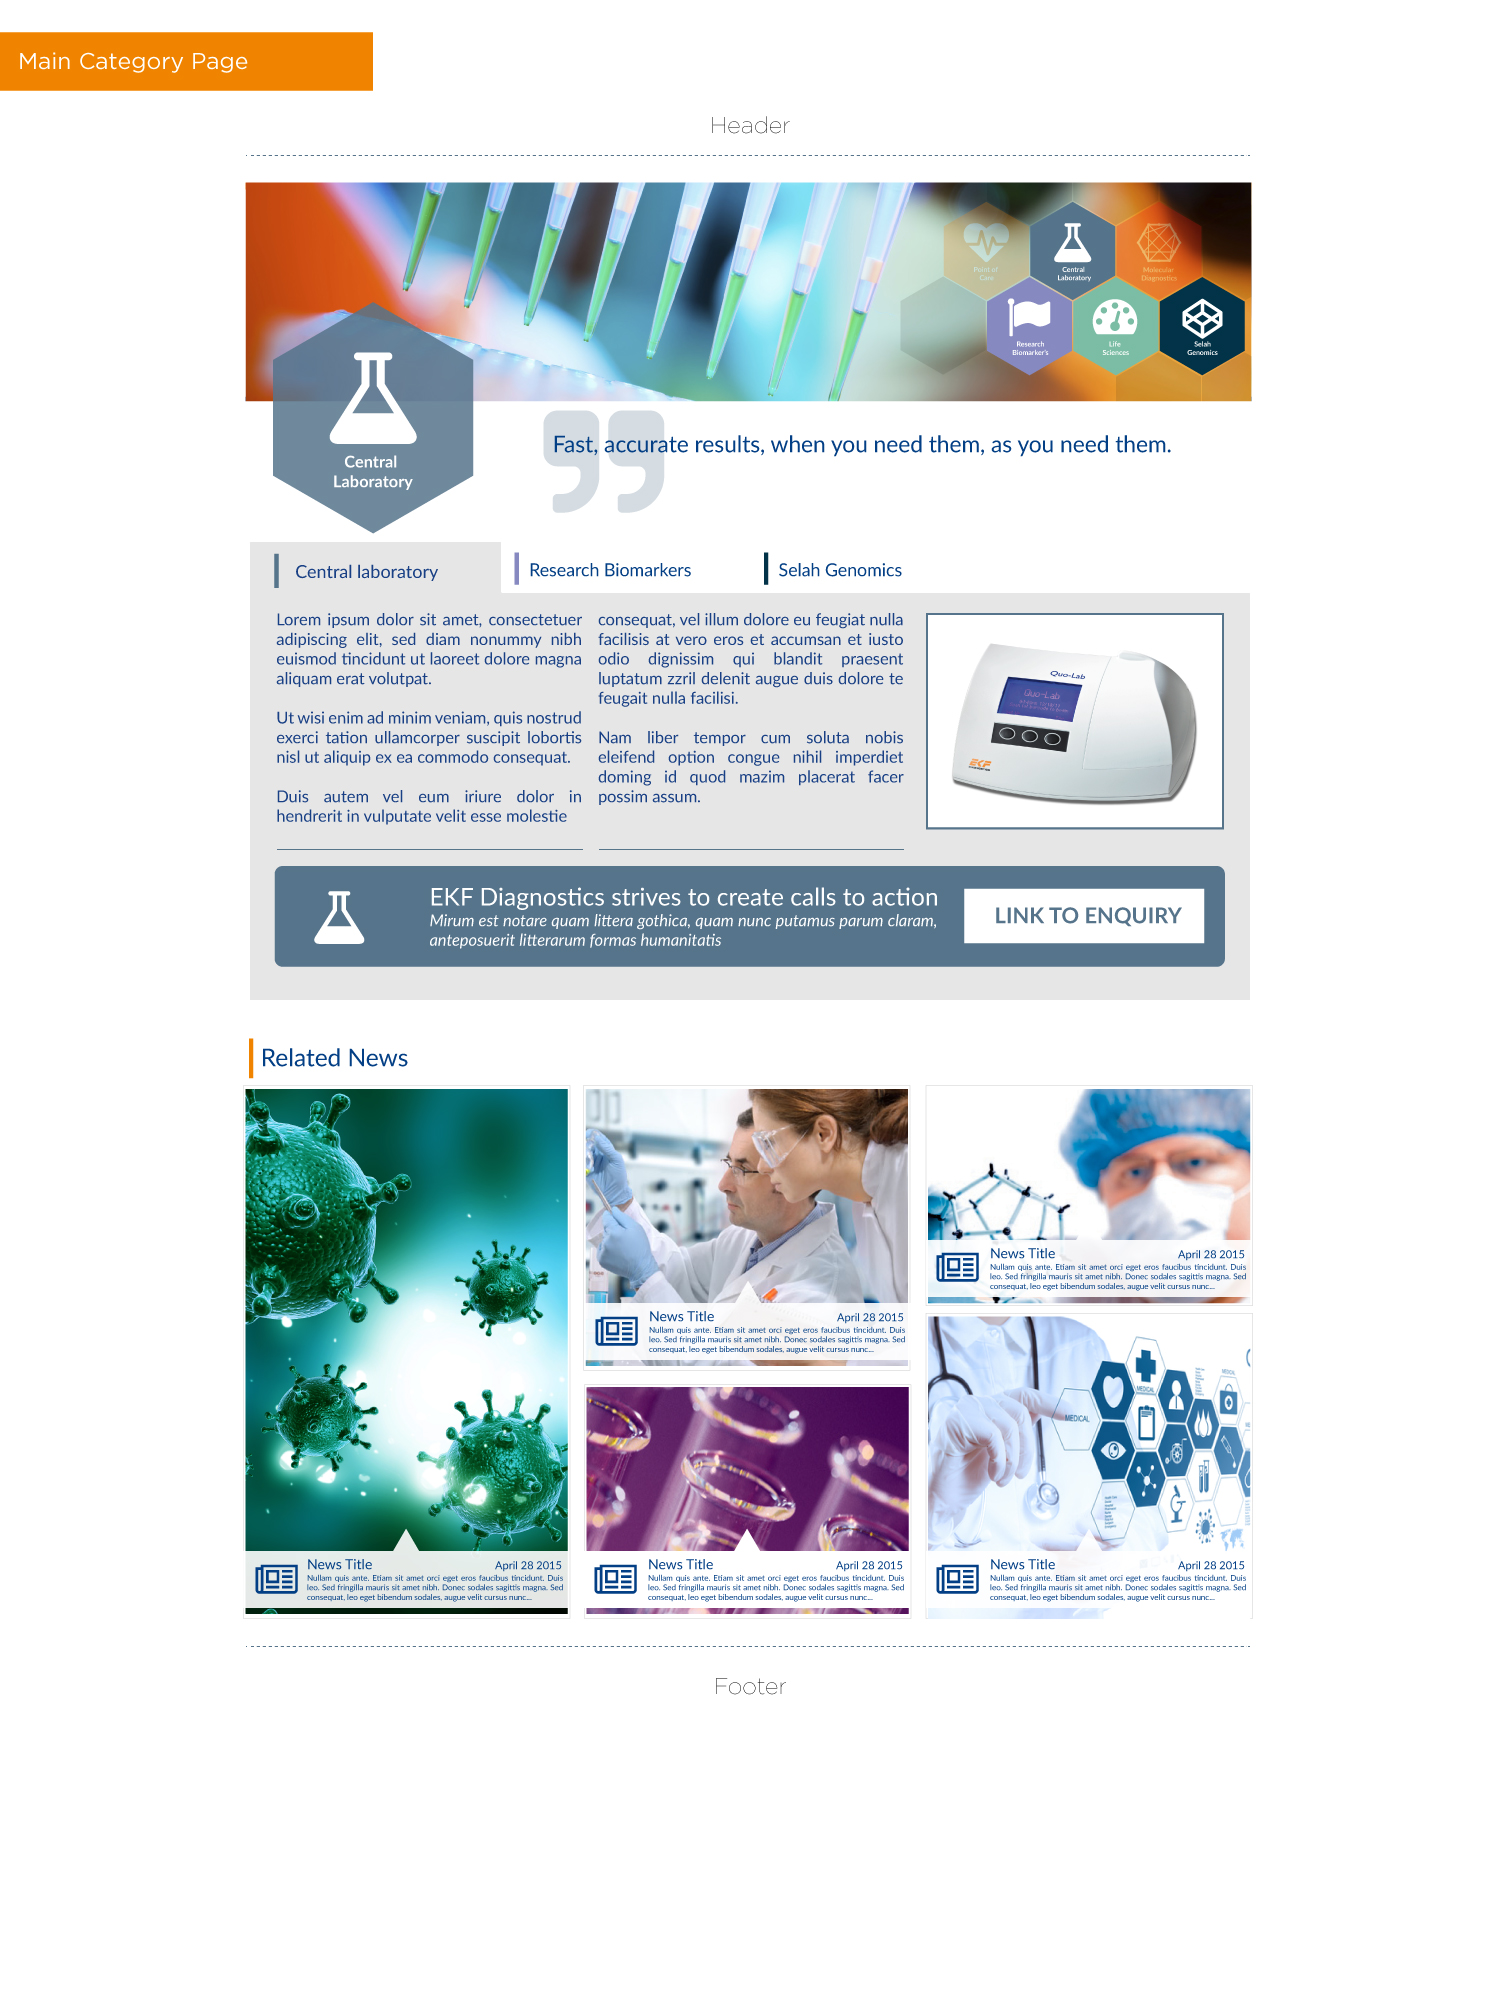 Main Category Page
Header
Point of
Care
Central
Laboratory
Molecular
Diagnostics
Research
Biomarker's
Life
Sciences
Selah
Genomics
Central
Laboratory
Fast, accurate results, when you need them, as you need them.
Central laboratory
Research Biomarkers
Selah Genomics
Lorem ipsum dolor sit amet, consectetuer
adipiscing elit, sed diam nonummy nibh
euismod tincidunt ut laoreet dolore magna
aliquam erat volutpat.
Ut wisi enim ad minim veniam, quis nostrud
exerci tation ullamcorper suscipit lobortis
nisl ut aliquip ex ea commodo consequat.
Duis autem vel eum iriure dolor in
hendrerit in vulputate velit esse molestie
consequat, vel illum dolore eu feugiat nulla
facilisis at vero eros et accumsan et iusto
odio dignissim qui blandit praesent
luptatum zzril delenit augue duis dolore te
feugait nulla facilisi.
Nam liber tempor cum soluta nobis
eleifend option congue nihil imperdiet
doming id quod mazim placerat facer
possim assum.
Quo-Lab
Quo-Lab
EKF
EKF Diagnostics strives to create calls to action
Mirum est notare quam littera gothica, quam nunc putamus parum claram,
anteposuerit litterarum formas humanitatis
LINK TO ENQUIRY
Related News
News Title
April 28 2015
Nullam quis ante. Etiam sit amet orci eget eros faucibus tincidunt. Duis
leo. Sed fringilla mauris sit amet nibh. Donec sodales sagittis magna. Sed
consequat, leo eget bibendum sodales, augue velit cursus nunc...
News Title
April 28 2015
Nullam quis ante. Etiam sit amet orci eget eros faucibus tincidunt. Duis
leo. Sed fringilla mauris sit amet nibh. Donec sodales sagittis magna. Sed
consequat, leo eget bibendum sodales, augue velit cursus nunc...
News Title
April 28 2015
Nullam quis ante. Etiam sit amet orci eget eros faucibus tincidunt. Duis
leo. Sed fringilla mauris sit amet nibh. Donec sodales sagittis magna. Sed
consequat, leo eget bibendum sodales, augue velit cursus nunc...
News Title
April 28 2015
Nullam quis ante. Etiam sit amet orci eget eros faucibus tincidunt. Duis
leo. Sed fringilla mauris sit amet nibh. Donec sodales sagittis magna. Sed
consequat, leo eget bibendum sodales, augue velit cursus nunc...
MEDICAL
MEDICAL
MEDICAL
News Title
April 28 2015
Nullam quis ante. Etiam sit amet orci eget eros faucibus tincidunt. Duis
leo. Sed fringilla mauris sit amet nibh. Donec sodales sagittis magna. Sed
consequat, leo eget bibendum sodales, augue velit cursus nunc...
Footer